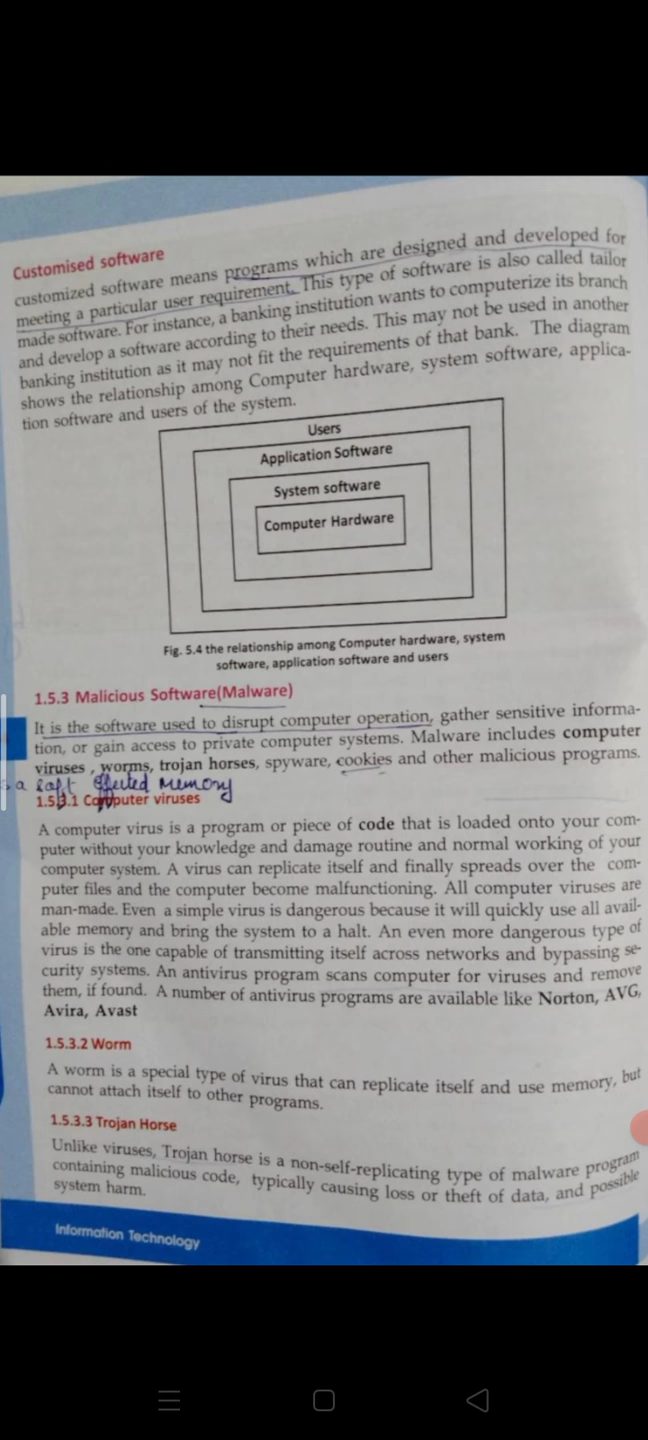 Customised software
customized software means programs which are designed and developed for
meeting a particular user requirement. This type of software is also called tailor
made software. For instance, a banking institution wants to computerize its branch
and develop a software according to their needs. This may not be used in another
banking institution as it may not fit the requirements of that bank. The diagram
shows the relationship among Computer hardware, system software, applica-
tion software and users of the system.
Users
Application Software
System software
Computer Hardware
Fig. 5.4 the relationship among Computer hardware, system
software, application software and users
1.5.3 Malicious Software(Malware)
It is the software used to disrupt computer operation, gather sensitive informa-
tion, or gain access to private computer systems. Malware includes computer
viruses , worms, trojan horses, spyware, cookies and other malicious programs.
a soft effected Memory
1.5.3.1 Computer viruses
A computer virus is a program or piece of code that is loaded onto your com-
puter without your knowledge and damage routine and normal working of your
computer system. A virus can replicate itself and finally spreads over the com-
puter files and the computer become malfunctioning. All computer viruses are
man-made. Even a simple virus is dangerous because it will quickly use all avail-
able memory and bring the system to a halt. An even more dangerous type of
virus is the one capable of transmitting itself across networks and bypassing se-
curity systems. An antivirus program scans computer for viruses and remove
them, if found. A number of antivirus programs are available like Norton, AVG,
Avira, Avast
1.5.3.2 Worm
A worm is a special type of virus that can replicate itself and use memory, but
cannot attach itself to other programs.
1.5.3.3 Trojan Horse
Unlike viruses, Trojan horse is a non-self-replicating type of malware program
containing malicious code, typically causing loss or theft of data, and possible
system harm.
Information Technology